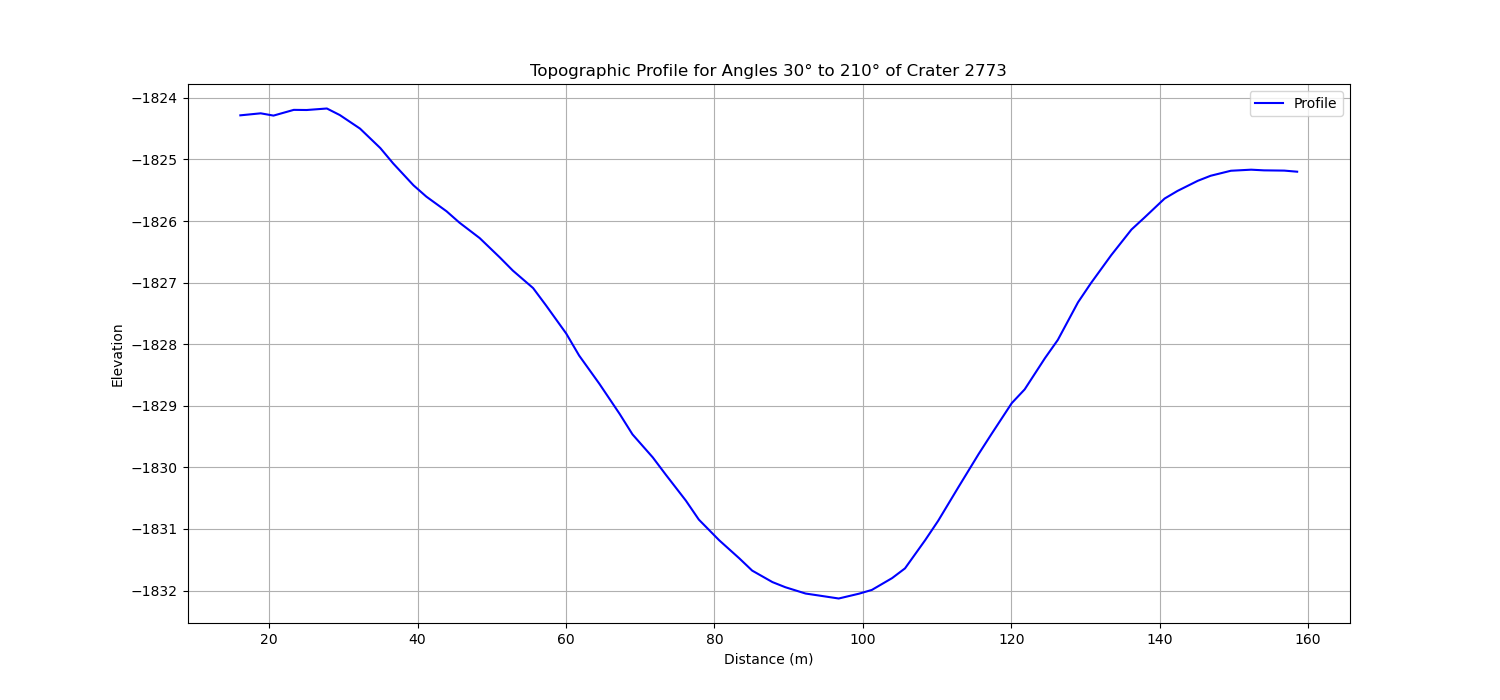 Topographic Profile for Angles 30° to 210° of Crater 2773
Profile
−1824
−1825
−1826
−1827
−1828
−1829
−1830
−1831
−1832
Elevation
20 40 60 80 100 120 140 160
Distance (m)